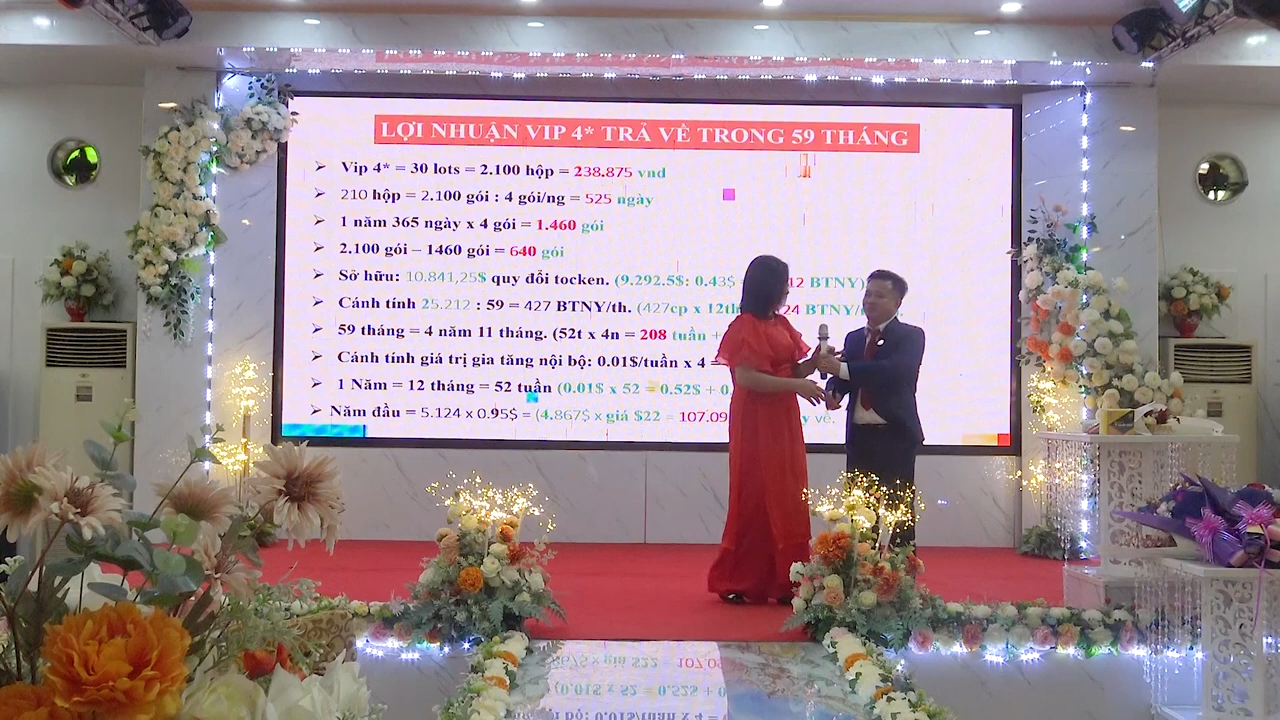 LỢI NHUẬN VIP 4* TRẢ VỀ TRONG 59 THÁNG
➢ Vip 4* = 30 lots = 2.100 hộp = 238.875 vnd
➢ 210 hộp = 2.100 gói : 4 gói/ng = 525 ngày
➢ 1 năm 365 ngày x 4 gói = 1.460 gói
➢ 2.100 gói – 1460 gói = 640 gói
➢ Sở hữu: 10.841,25$ quy đổi tocken. (9.292.5$: 0.43$ 12 BTNY)
➢ Cánh tính 25.212 : 59 = 427 BTNY/th. (427cp x 12th 24 BTNY/
➢ 59 tháng = 4 năm 11 tháng. (52t x 4n = 208 tuần +
➢ Cánh tính giá trị gia tăng nội bộ: 0.01$/tuần x 4 =
➢ 1 Năm = 12 tháng = 52 tuần (0.01$ x 52 = 0.52$ + 0
➢ Năm đầu = 5.124 x 0.95$ = (4.867$ x giá $22 = 107.09 y về.